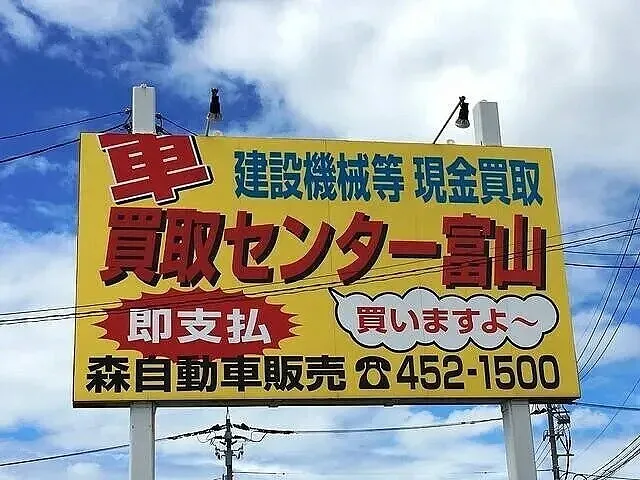 車 建設機械等 現金買取
買取センター富山
即支払 買いますよ～
森自動車販売 ☎452-1500